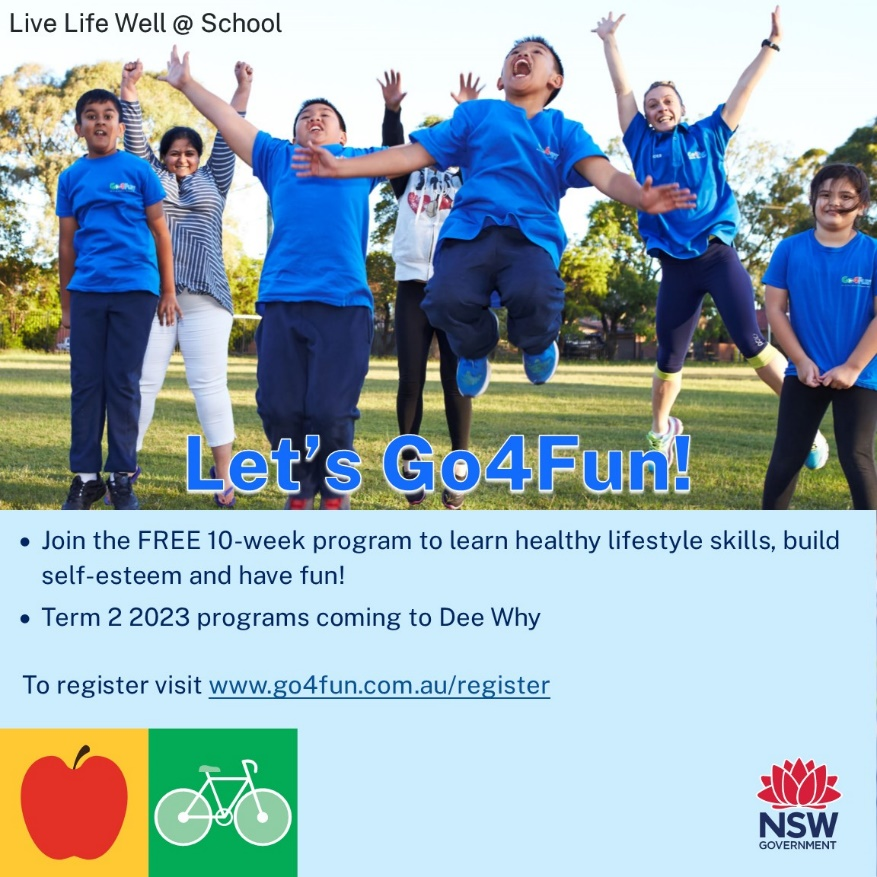 Live Life Well @ School
Go4Fun
Go4Fun
Let's Go4Fun!
• Join the FREE 10-week program to learn healthy lifestyle skills, build
self-esteem and have fun!
• Term 2 2023 programs coming to Dee Why
To register visit www.go4fun.com.au/register
NSW
GOVERNMENT